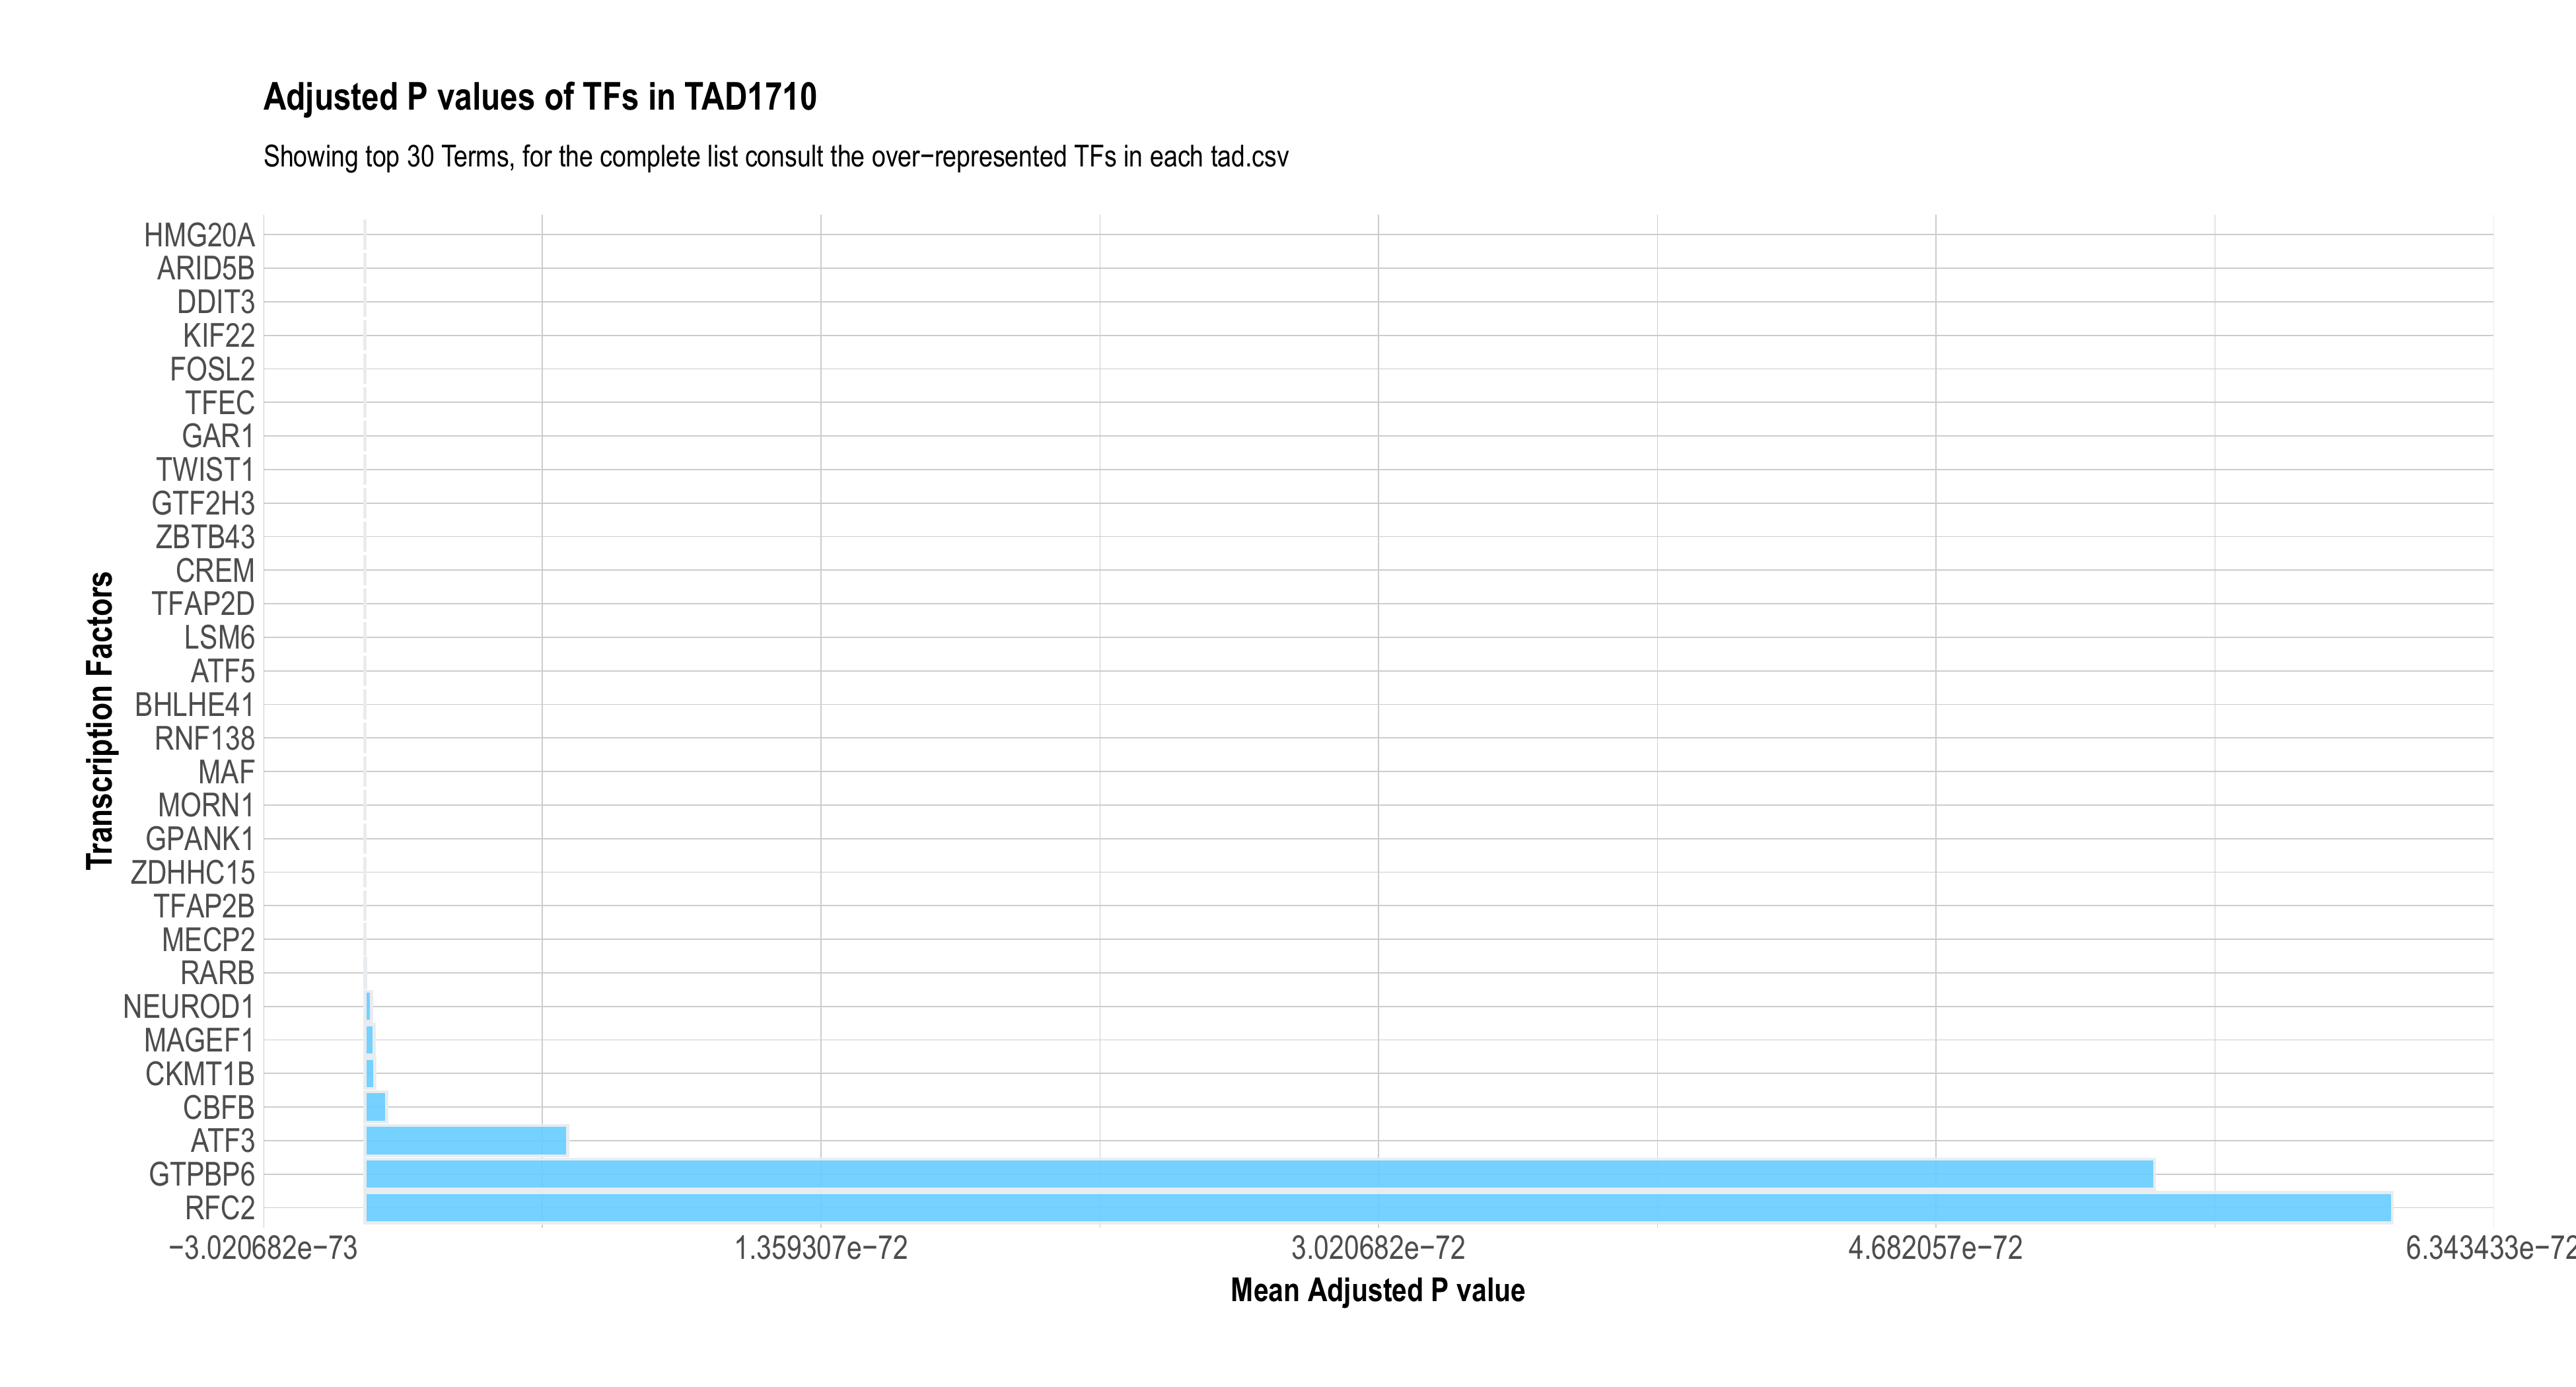 Adjusted P values of TFs in TAD1710
Showing top 30 Terms, for the complete list consult the over−represented TFs in each tad.csv
Transcription Factors
HMG20A
ARID5B
DDIT3
KIF22
FOSL2
TFEC
GAR1
TWIST1
GTF2H3
ZBTB43
CREM
TFAP2D
LSM6
ATF5
BHLHE41
RNF138
MAF
MORN1
GPANK1
ZDHHC15
TFAP2B
MECP2
RARB
NEUROD1
MAGEF1
CKMT1B
CBFB
ATF3
GTPBP6
RFC2
−3.020682e−73 1.359307e−72 3.020682e−72 4.682057e−72 6.343433e−72
Mean Adjusted P value